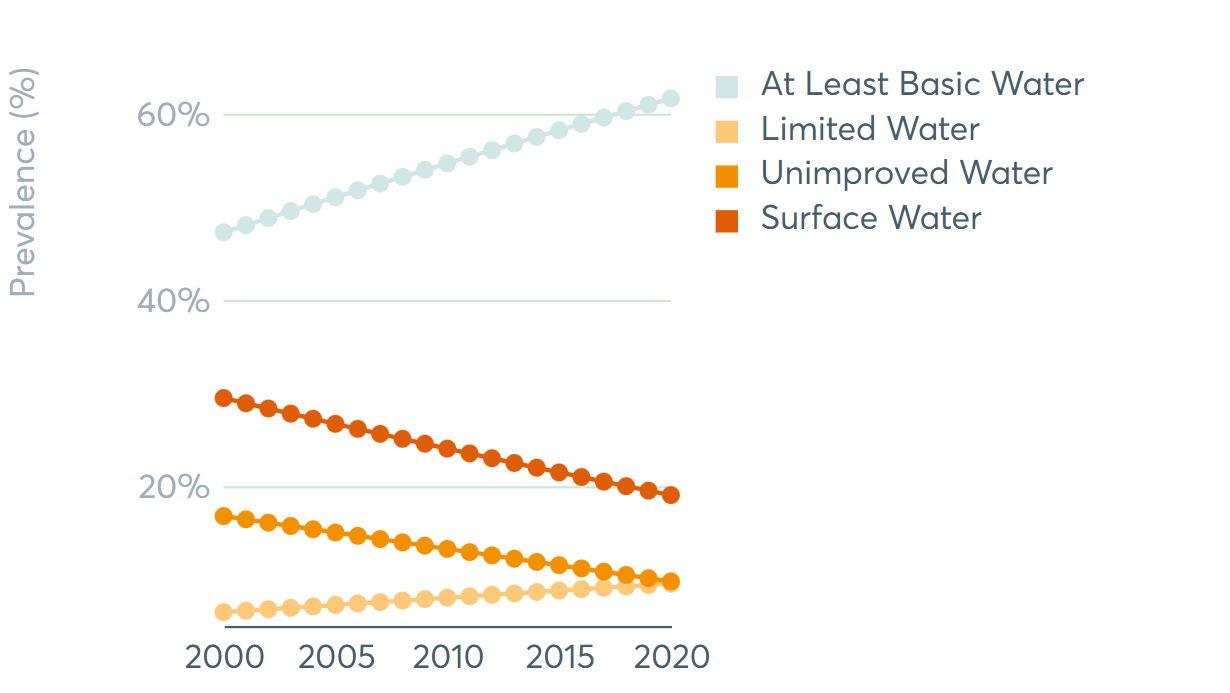 Prevalence (%)
60%
40%
20%
2000 2005 2010 2015 2020
At Least Basic Water
Limited Water
Unimproved Water
Surface Water